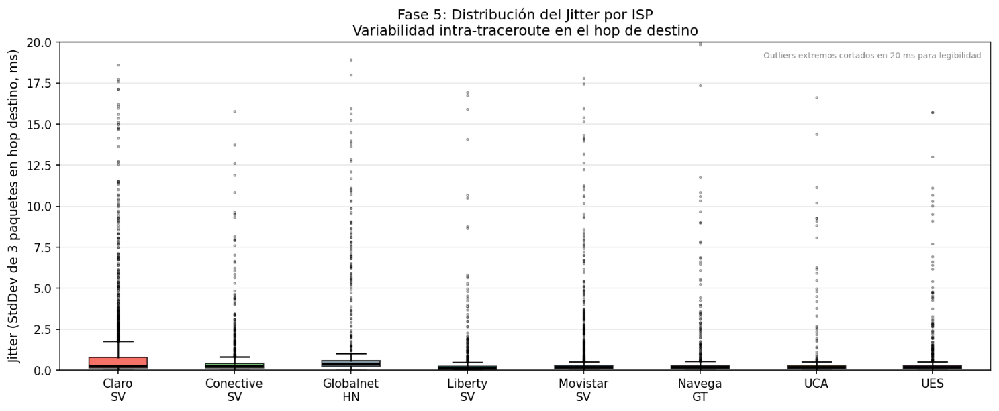 Fase 5: Distribución del Jitter por ISP
Variabilidad intra-traceroute en el hop de destino
Outliers extremos cortados en 20 ms para legibilidad
Jitter (StdDev de 3 paquetes en hop destino, ms)
20.0
17.5
15.0
12.5
10.0
7.5
5.0
2.5
0.0
Claro
SV
Conective
SV
Globalnet
HN
Liberty
SV
Movistar
SV
Navega
GT
UCA
UES